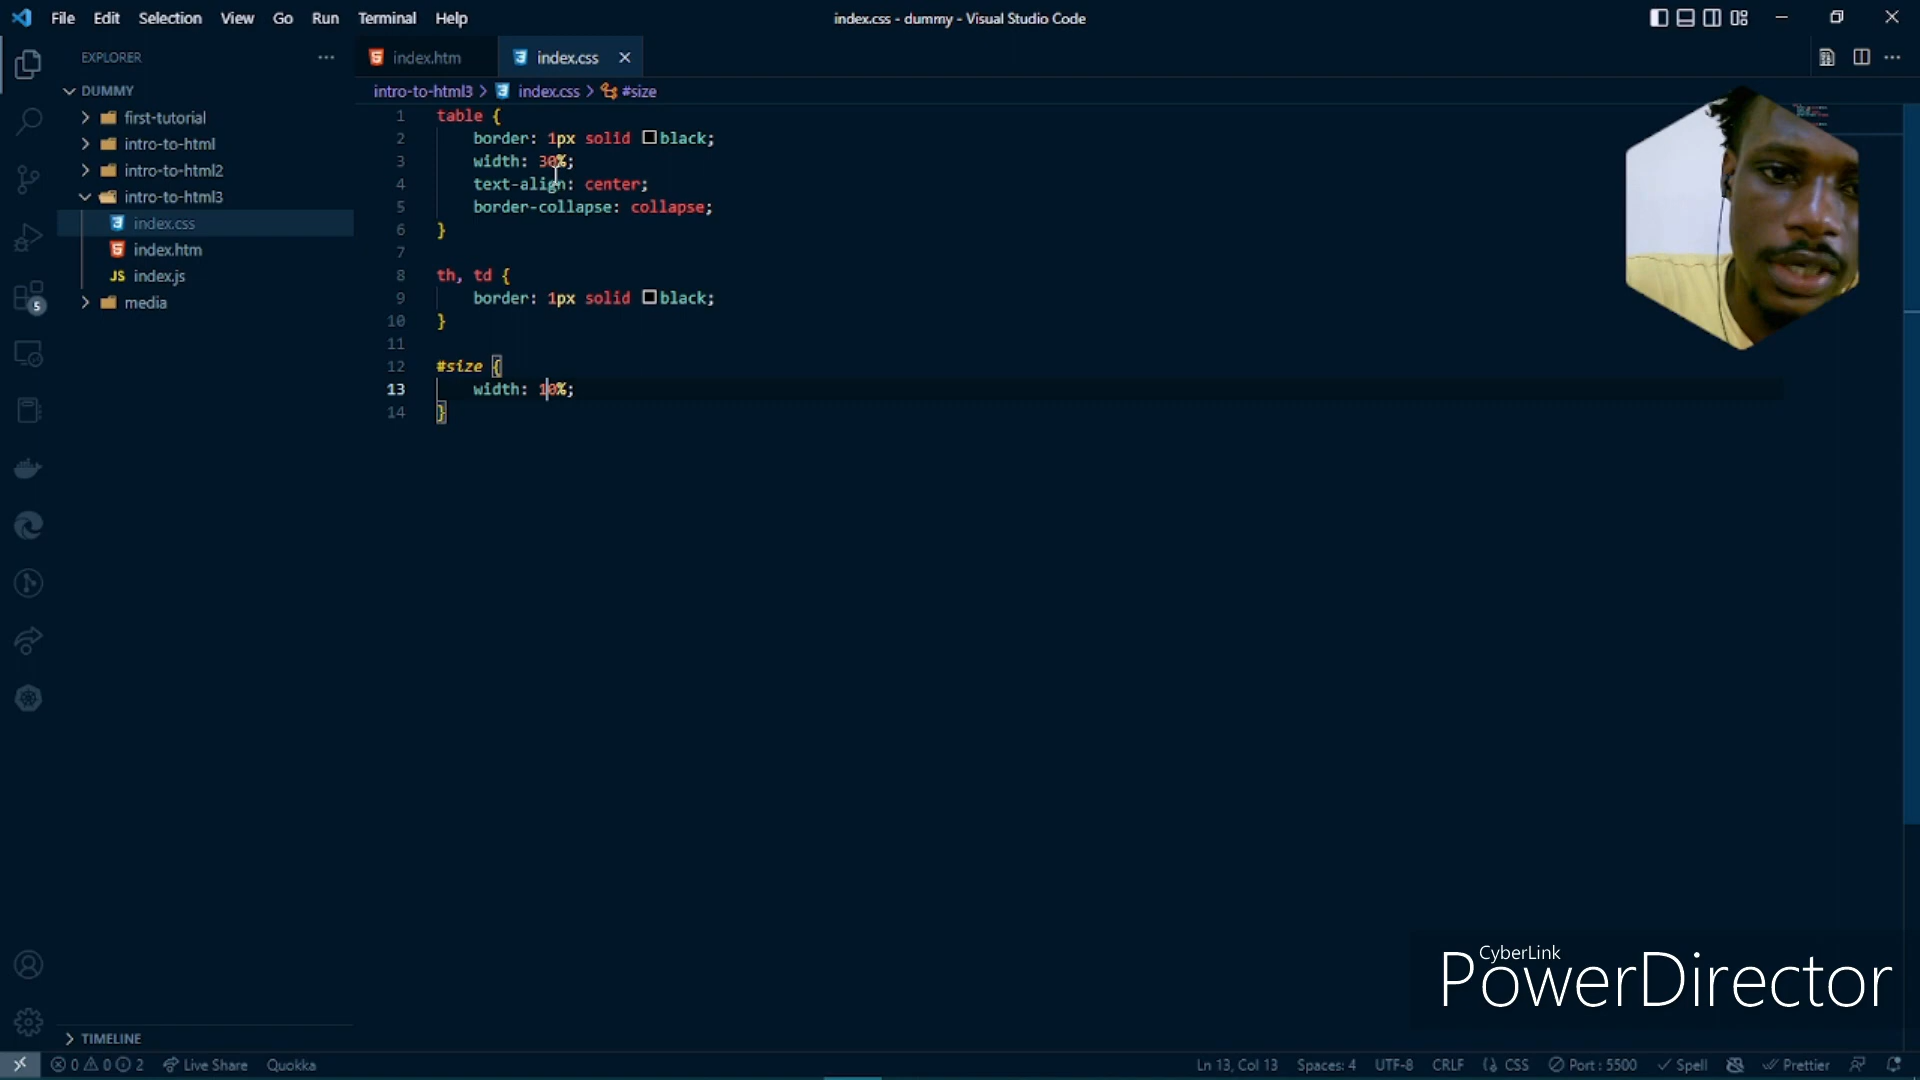 File Edit Selection View Go Run Terminal Help
index.css - dummy - Visual Studio Code
EXPLORER
DUMMY
first-tutorial
intro-to-html
intro-to-html2
intro-to-html3
index.css
index.htm
JS index.js
media
TIMELINE
index.htm
index.css
intro-to-html3 > index.css > #size
1 table {
2 border: 1px solid black;
3 width: 30%;
4 text-align: center;
5 border-collapse: collapse;
6 }
7
8 th, td {
9 border: 1px solid black;
10 }
11
12 #size {
13 width: 10%;
14 }
5
CyberLink
PowerDirector
0 0 2 Live Share Quokka
Ln 13, Col 13 Spaces: 4 UTF-8 CRLF CSS Port : 5500 Spell Prettier